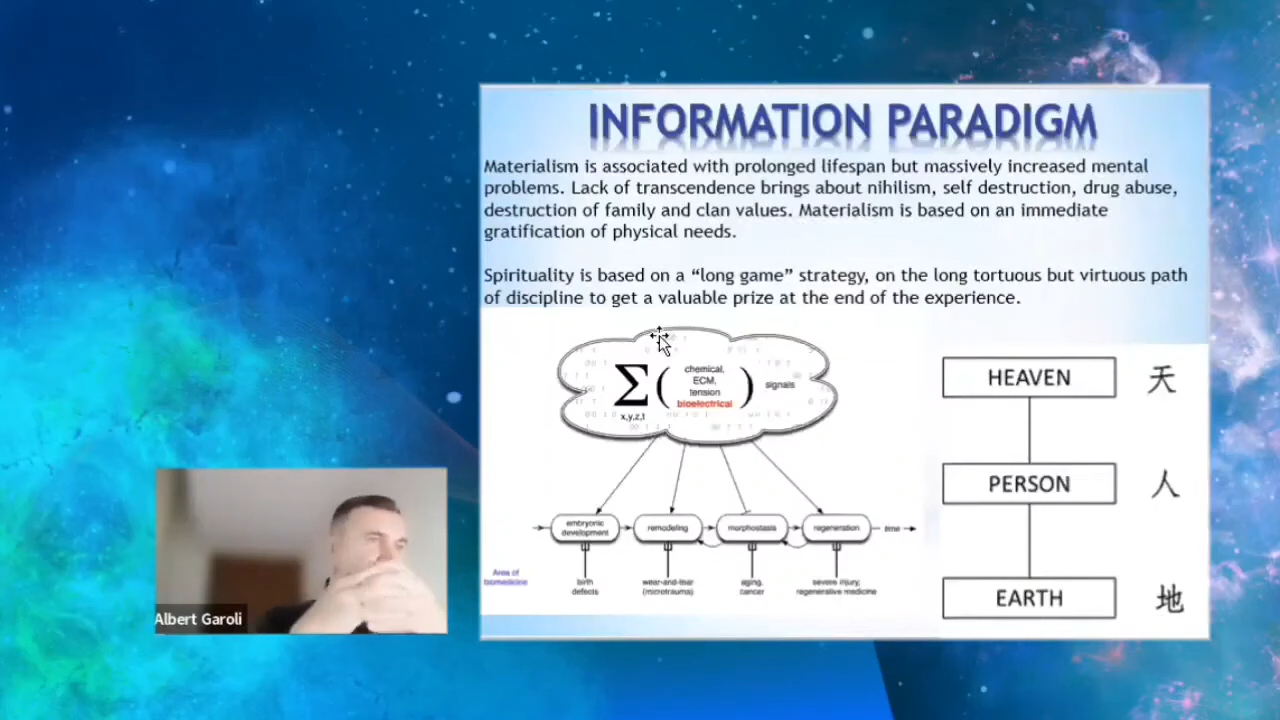 INFORMATION PARADIGM
Materialism is associated with prolonged lifespan but massively increased mental
problems. Lack of transcendence brings about nihilism, self destruction, drug abuse,
destruction of family and clan values. Materialism is based on an immediate
gratification of physical needs.
Spirituality is based on a “long game” strategy, on the long tortuous but virtuous path
of discipline to get a valuable prize at the end of the experience.
Σ
x,y,z,t
(
chemical,
ECM,
tension
bioelectrical
)
signals
embryonic
development
remodeling
morphostasis
regeneration
time
Area of
biomedicine
birth
defects
wear-and-tear
(microtrauma)
aging,
cancer
severe injury,
regenerative medicine
HEAVEN 天
PERSON 人
EARTH 地
Albert Garoli